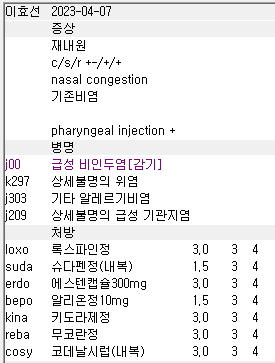 이효선 2023-04-07
증상
재내원
c/s/r +-/+/+
nasal congestion
기존비염
pharyngeal injection +
병명
j00 급성 비인두염[감기]
k297 상세불명의 위염
j303 기타 알레르기비염
j209 상세불명의 급성 기관지염
처방
loxo 록스파인정 3,0 3 4
suda 슈다펜정(내복) 1,5 3 4
erdo 에스텐캡슐300mg 3,0 3 4
bepo 알리온정10mg 1,5 3 4
kina 키도라제정 3,0 3 4
reba 무코란정 3,0 3 4
cosy 코데날시럽(내복) 3,0 3 4